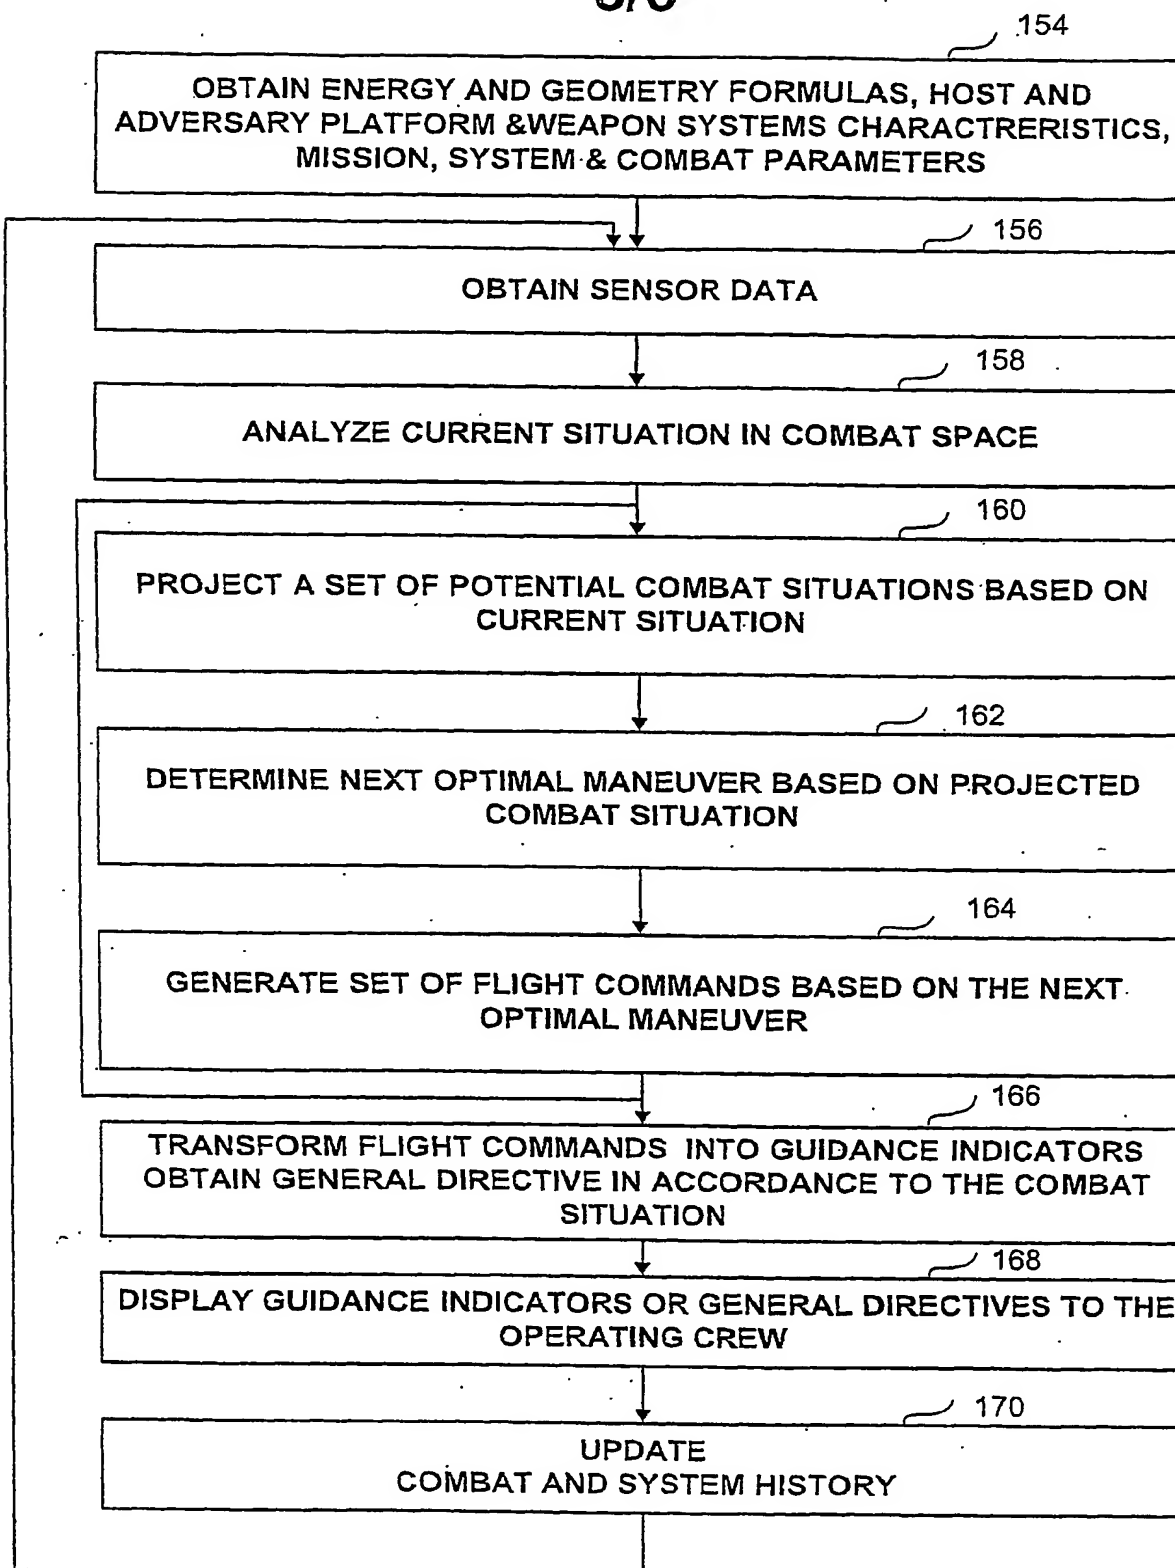 154
OBTAIN ENERGY AND GEOMETRY FORMULAS, HOST AND
ADVERSARY PLATFORM &WEAPON SYSTEMS CHARACTRERISTICS,
MISSION, SYSTEM & COMBAT PARAMETERS
156
OBTAIN SENSOR DATA
158
ANALYZE CURRENT SITUATION IN COMBAT SPACE
160
PROJECT A SET OF POTENTIAL COMBAT SITUATIONS BASED ON
CURRENT SITUATION
162
DETERMINE NEXT OPTIMAL MANEUVER BASED ON PROJECTED
COMBAT SITUATION
164
GENERATE SET OF FLIGHT COMMANDS BASED ON THE NEXT
OPTIMAL MANEUVER
166
TRANSFORM FLIGHT COMMANDS INTO GUIDANCE INDICATORS
OBTAIN GENERAL DIRECTIVE IN ACCORDANCE TO THE COMBAT
SITUATION
168
DISPLAY GUIDANCE INDICATORS OR GENERAL DIRECTIVES TO THE
OPERATING CREW
170
UPDATE
COMBAT AND SYSTEM HISTORY